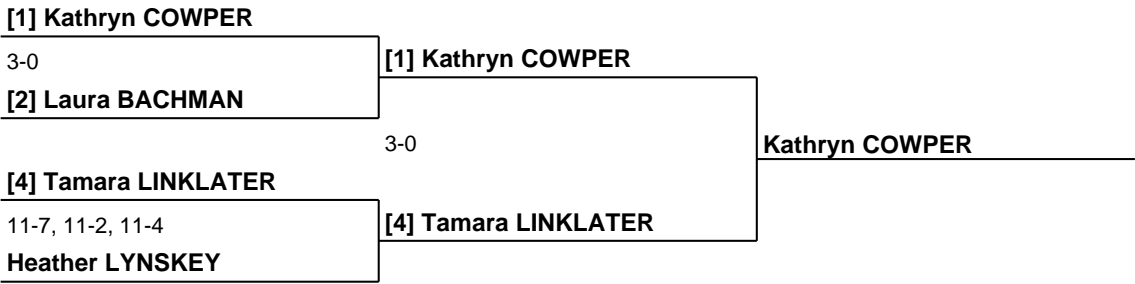 [1] Kathryn COWPER
3-0
[1] Kathryn COWPER
[2] Laura BACHMAN
3-0
Kathryn COWPER
[4] Tamara LINKLATER
11-7, 11-2, 11-4
[4] Tamara LINKLATER
Heather LYNSKEY